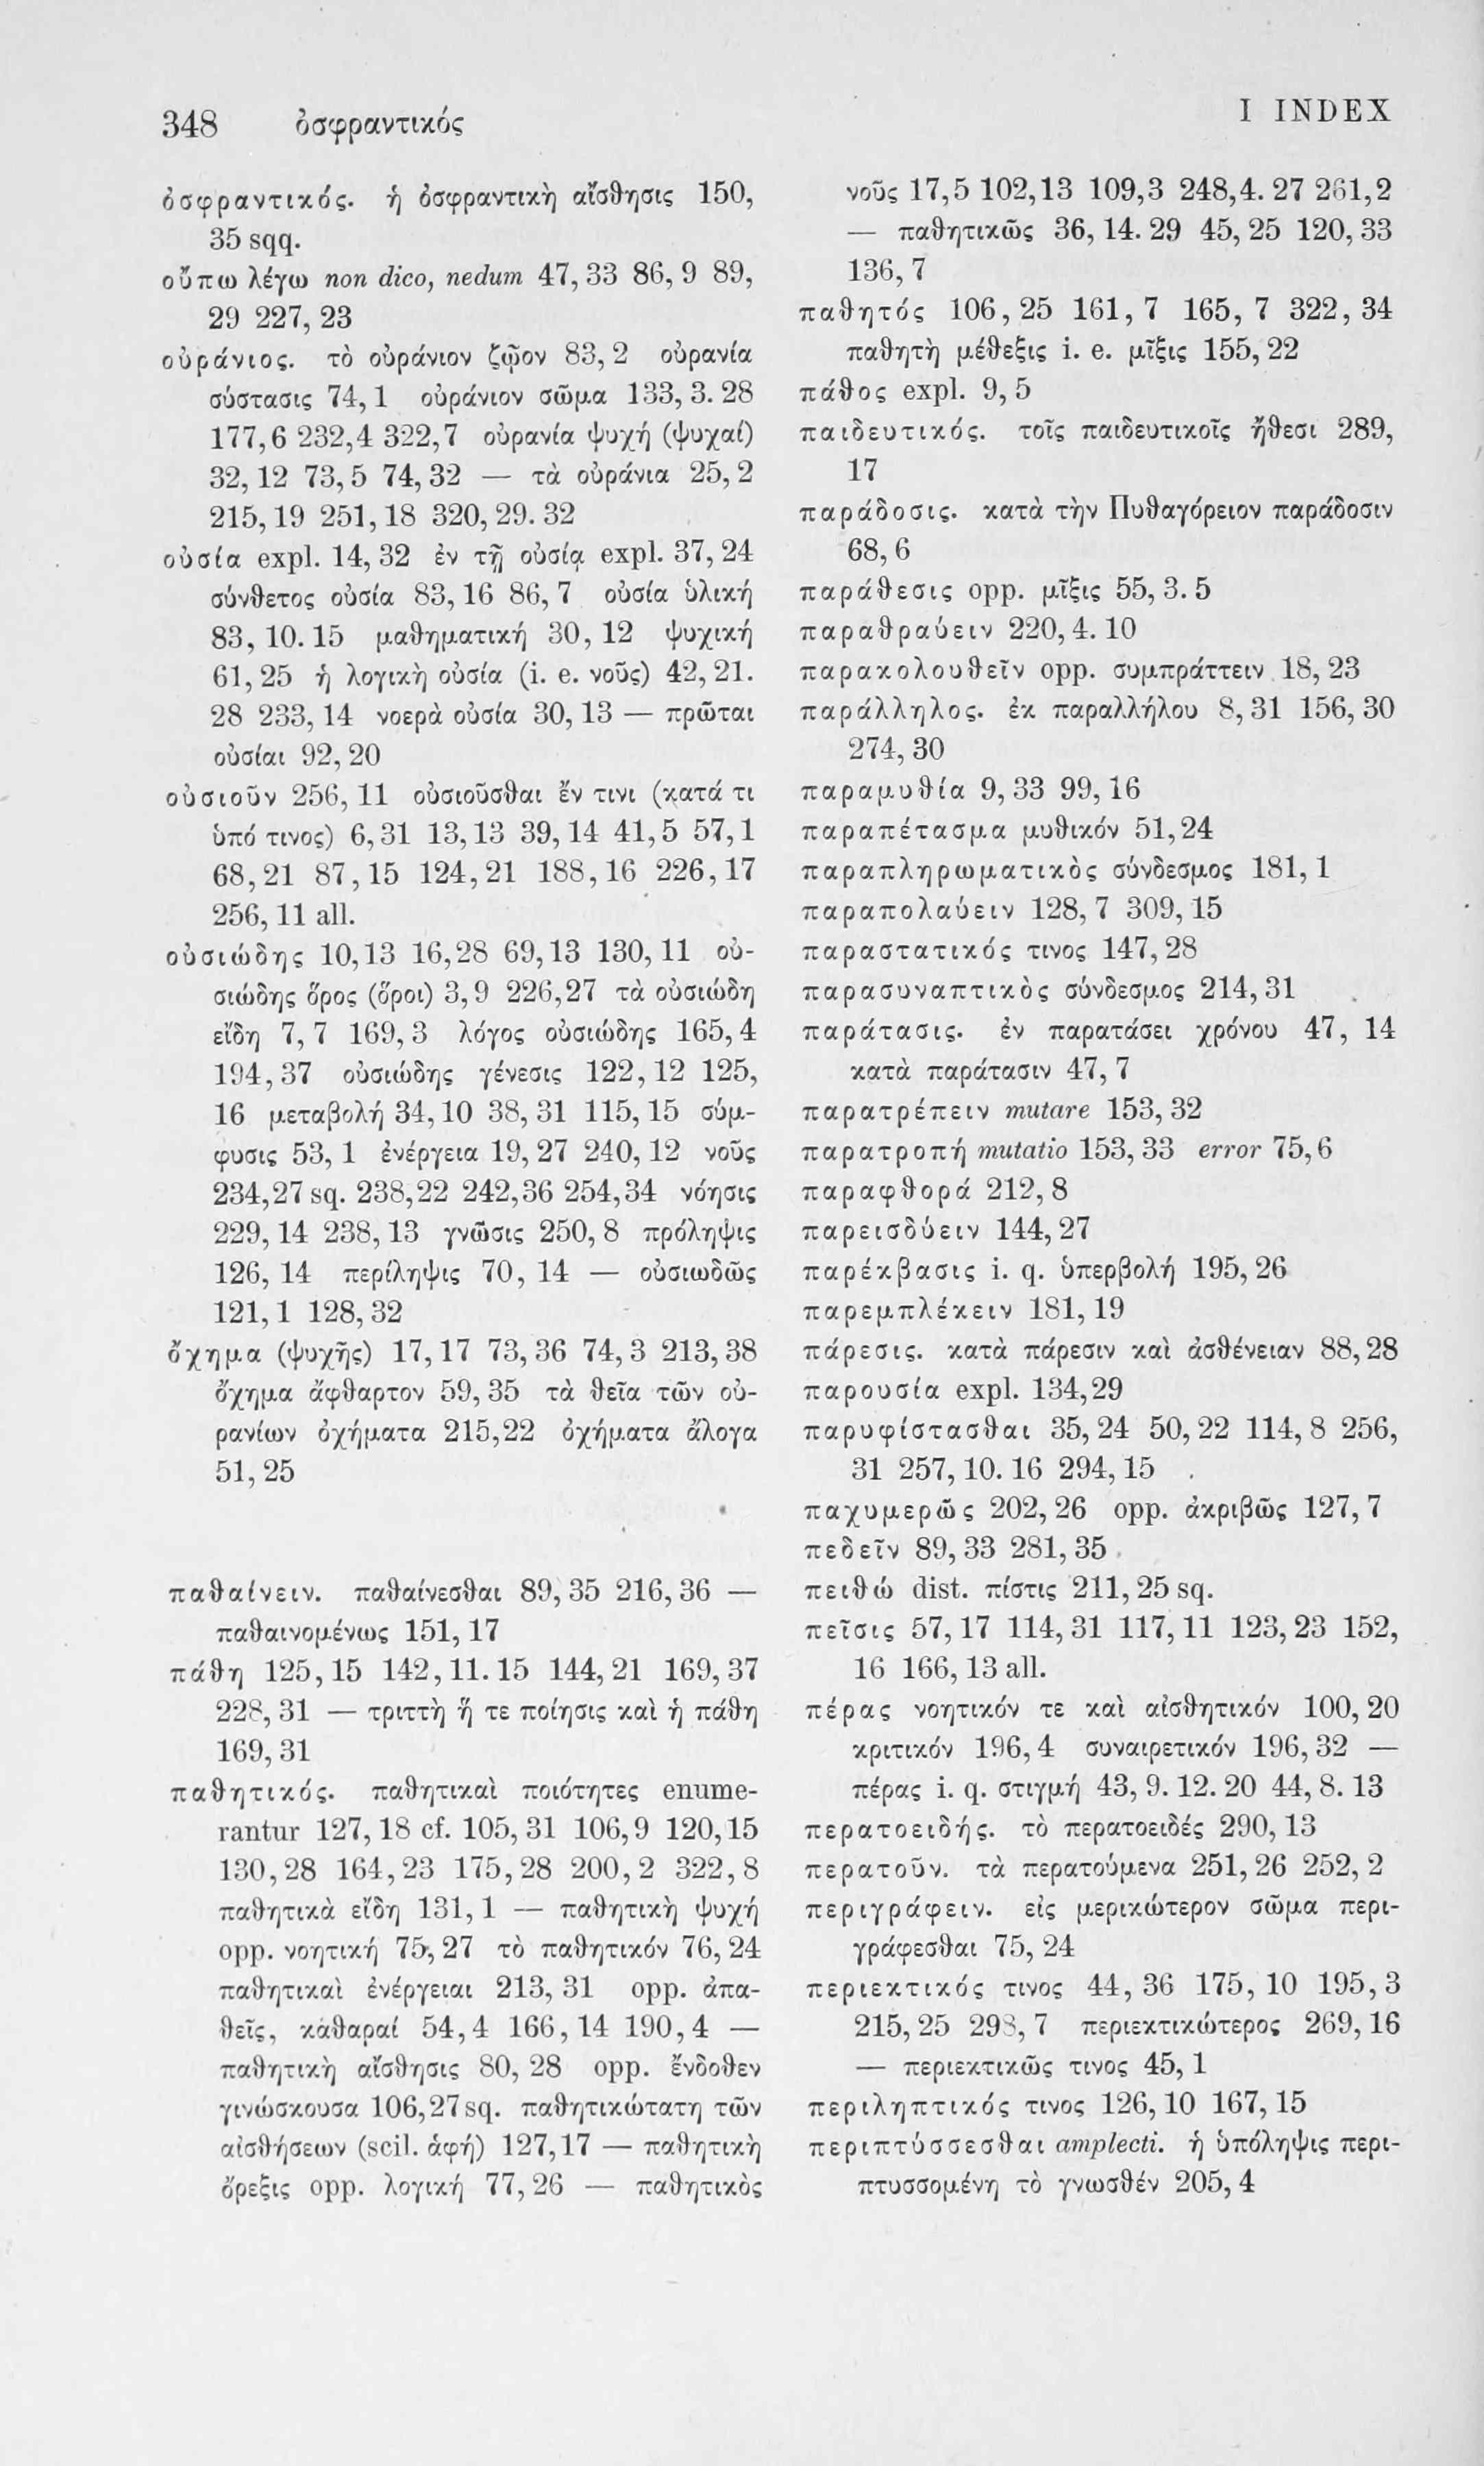 348 ὀσφραντικός
I INDEX
ὀσφραντικός. ἡ ὀσφραντικὴ αἴσθησις 150,
35 sqq.
οὔπω λέγω non dico, nedum 47, 33 86, 9 89,
29 227, 23
οὐράνιος. τὸ οὐράνιον ζῷον 83, 2 οὐρανία
σύστασις 74, 1 οὐράνιον σῶμα 133, 3. 28
177, 6 232, 4 322, 7 οὐρανία ψυχή (ψυχαί)
32, 12 73, 5 74, 32 — τὰ οὐράνια 25, 2
215, 19 251, 18 320, 29. 32
οὐσία expl. 14, 32 ἐν τῇ οὐσίᾳ expl. 37, 24
σύνθετος οὐσία 83, 16 86, 7 οὐσία ὑλική
83, 10. 15 μαθηματική 30, 12 ψυχική
61, 25 ἡ λογικὴ οὐσία (i. e. νοῦς) 42, 21.
28 233, 14 νοερὰ οὐσία 30, 13 — πρῶται
οὐσίαι 92, 20
οὐσιοῦν 256, 11 οὐσιοῦσθαι ἔν τινι (κατά τι
ὑπό τινος) 6, 31 13, 13 39, 14 41, 5 57, 1
68, 21 87, 15 124, 21 188, 16 226, 17
256, 11 all.
οὐσιώδης 10, 13 16, 28 69, 13 130, 11 οὐ-
σιώδης ὅρος (ὅροι) 3, 9 226, 27 τὰ οὐσιώδη
εἴδη 7, 7 169, 3 λόγος οὐσιώδης 165, 4
194, 37 οὐσιώδης γένεσις 122, 12 125,
16 μεταβολή 34, 10 38, 31 115, 15 σύμ-
φυσις 53, 1 ἐνέργεια 19, 27 240, 12 νοῦς
234, 27 sq. 238, 22 242, 36 254, 34 νόησις
229, 14 238, 13 γνῶσις 250, 8 πρόληψις
126, 14 περίληψις 70, 14 — οὐσιωδῶς
121, 1 128, 32
ὄχημα (ψυχῆς) 17, 17 73, 36 74, 3 213, 38
ὄχημα ἄφθαρτον 59, 35 τὰ θεῖα τῶν οὐ-
ρανίων ὀχήματα 215, 22 ὀχήματα ἄλογα
51, 25
παθαίνειν. παθαίνεσθαι 89, 35 216, 36 —
παθαινομένως 151, 17
πάθη 125, 15 142, 11. 15 144, 21 169, 37
228, 31 — τριττὴ ἥ τε ποίησις καὶ ἡ πάθη
169, 31
παθητικός. παθητικαὶ ποιότητες enume-
rantur 127, 18 cf. 105, 31 106, 9 120, 15
130, 28 164, 23 175, 28 200, 2 322, 8
παθητικὰ εἴδη 131, 1 — παθητικὴ ψυχή
opp. νοητική 75, 27 τὸ παθητικόν 76, 24
παθητικαὶ ἐνέργειαι 213, 31 opp. ἀπα-
θεῖς, καθαραί 54, 4 166, 14 190, 4 —
παθητικὴ αἴσθησις 80, 28 opp. ἔνδοθεν
γινώσκουσα 106, 27 sq. παθητικώτατη τῶν
αἰσθήσεων (scil. ἁφή) 127, 17 — παθητικὴ
ὄρεξις opp. λογική 77, 26 — παθητικὸς
νοῦς 17, 5 102, 13 109, 3 248, 4. 27 261, 2
— παθητικῶς 36, 14. 29 45, 25 120, 33
136, 7
παθητός 106, 25 161, 7 165, 7 322, 34
παθητὴ μέθεξις i. e. μῖξις 155, 22
πάθος expl. 9, 5
παιδευτικός. τοῖς παιδευτικοῖς ἤθεσι 289,
17
παράδοσις. κατὰ τὴν Πυθαγόρειον παράδοσιν
68, 6
παράθεσις opp. μῖξις 55, 3. 5
παραθραύειν 220, 4. 10
παρακολουθεῖν opp. συμπράττειν 18, 23
παράλληλος. ἐκ παραλλήλου 8, 31 156, 30
274, 30
παραμυθία 9, 33 99, 16
παραπέτασμα μυθικόν 51, 24
παραπληρωματικὸς σύνδεσμος 181, 1
παραπολαύειν 128, 7 309, 15
παραστατικός τινος 147, 28
παρασυναπτικὸς σύνδεσμος 214, 31
παράτασις. ἐν παρατάσει χρόνου 47, 14
κατὰ παράτασιν 47, 7
παρατρέπειν mutare 153, 32
παρατροπή mutatio 153, 33 error 75, 6
παραφθορά 212, 8
παρεισδύειν 144, 27
παρέκβασις i. q. ὑπερβολή 195, 26
παρεμπλέκειν 181, 19
πάρεσις. κατὰ πάρεσιν καὶ ἀσθένειαν 88, 28
παρουσία expl. 134, 29
παρυφίστασθαι 35, 24 50, 22 114, 8 256,
31 257, 10. 16 294, 15
παχυμερῶς 202, 26 opp. ἀκριβῶς 127, 7
πεδεῖν 89, 33 281, 35
πειθώ dist. πίστις 211, 25 sq.
πεῖσις 57, 17 114, 31 117, 11 123, 23 152,
16 166, 13 all.
πέρας νοητικόν τε καὶ αἰσθητικόν 100, 20
κριτικόν 196, 4 συναιρετικόν 196, 32 —
πέρας i. q. στιγμή 43, 9. 12. 20 44, 8. 13
περατοειδής. τὸ περατοειδές 290, 13
περατοῦν. τὰ περατούμενα 251, 26 252, 2
περιγράφειν. εἰς μερικώτερον σῶμα περι-
γράφεσθαι 75, 24
περιεκτικός τινος 44, 36 175, 10 195, 3
215, 25 298, 7 περιεκτικώτερος 269, 16
— περιεκτικῶς τινος 45, 1
περιληπτικός τινος 126, 10 167, 15
περιπτύσσεσθαι amplecti. ἡ ὑπόληψις περι-
πτυσσομένη τὸ γνωσθέν 205, 4